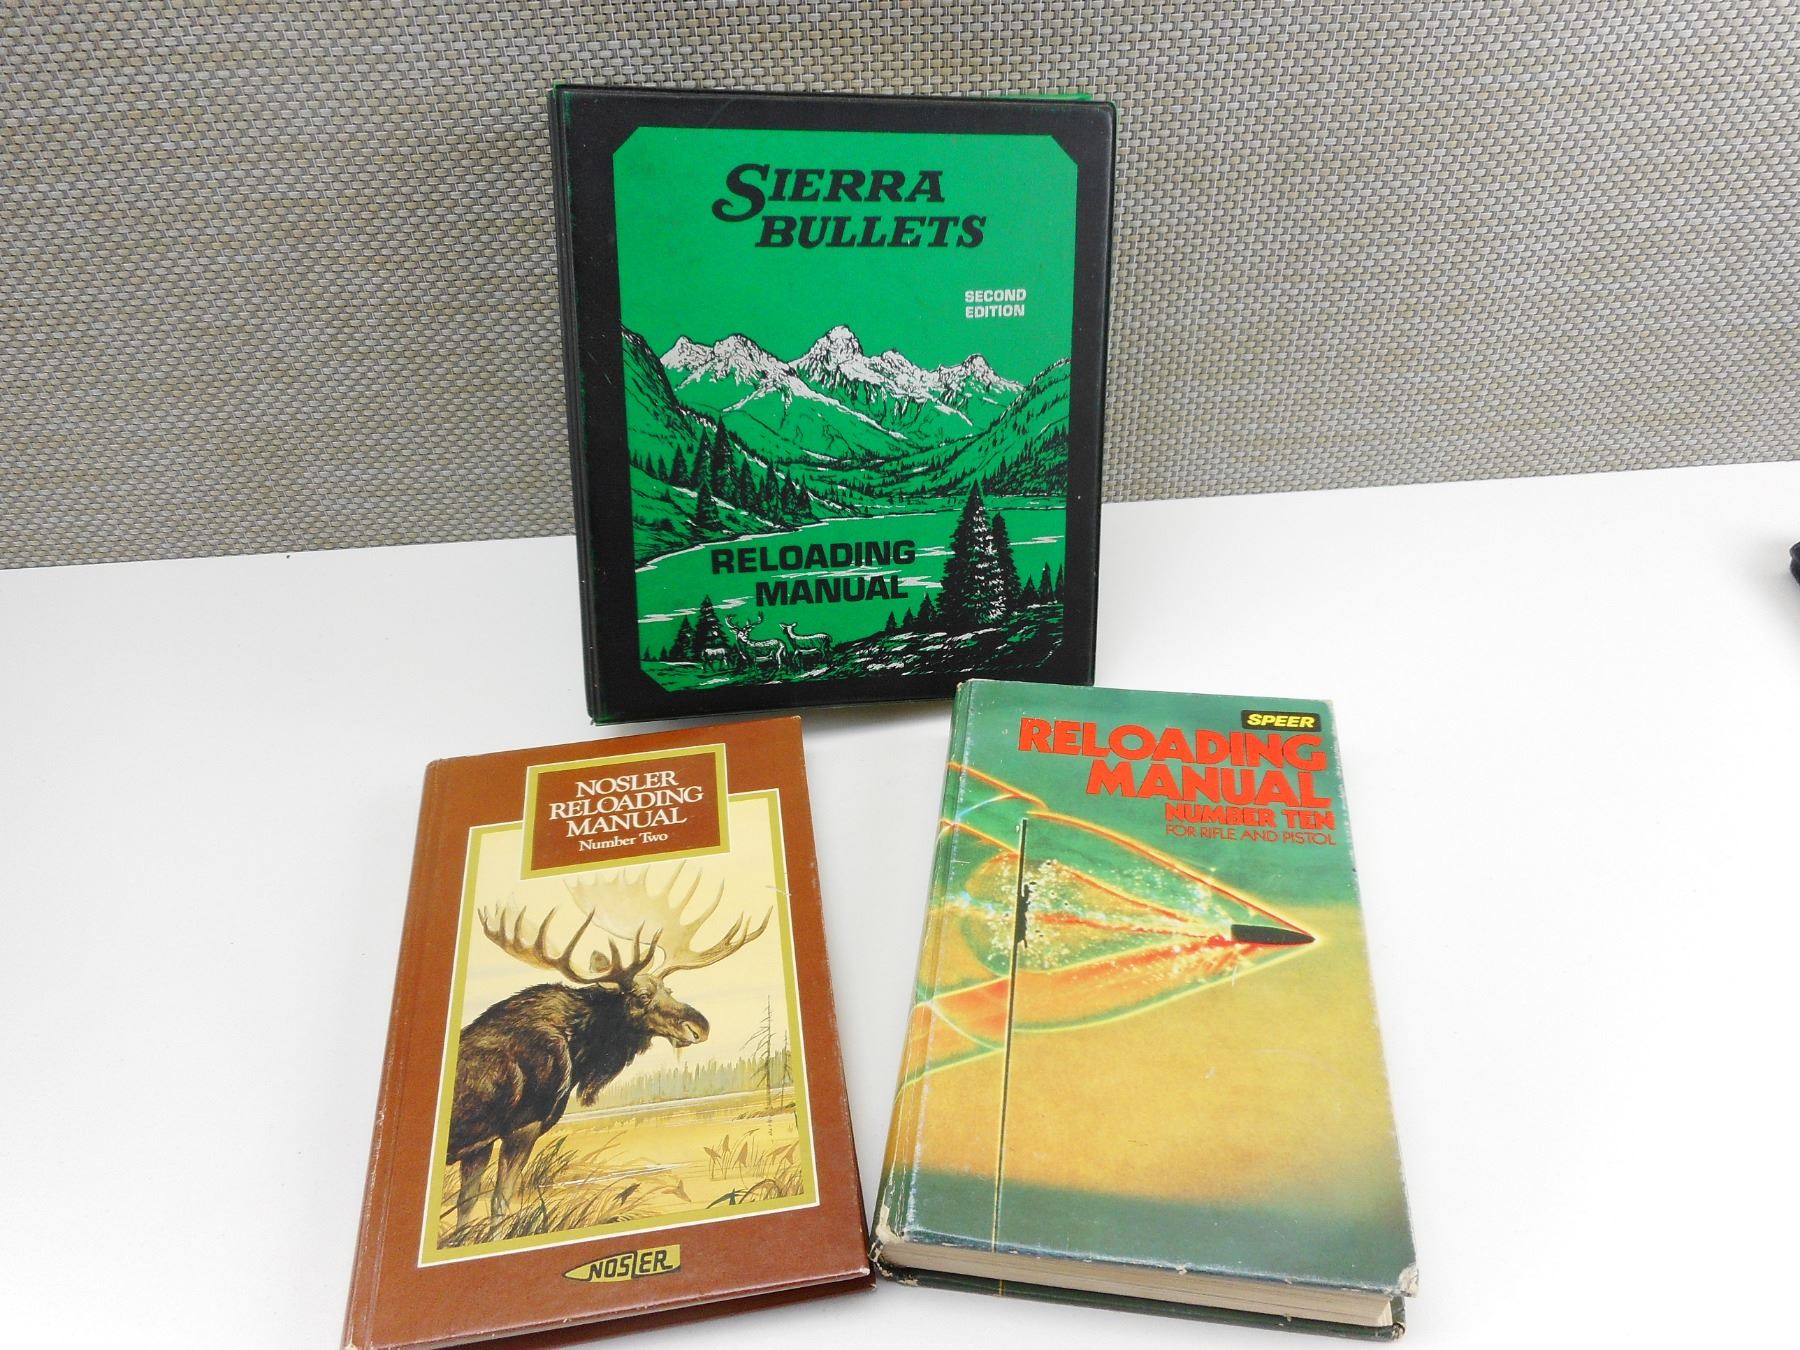 SIERRA
BULLETS
SECOND
EDITION
RELOADING
MANUAL
NOSLER
RELOADING
MANUAL
Number Two
NOSLER
SPEER
RELOADING
MANUAL
NUMBER TEN
FOR RIFLE AND PISTOL